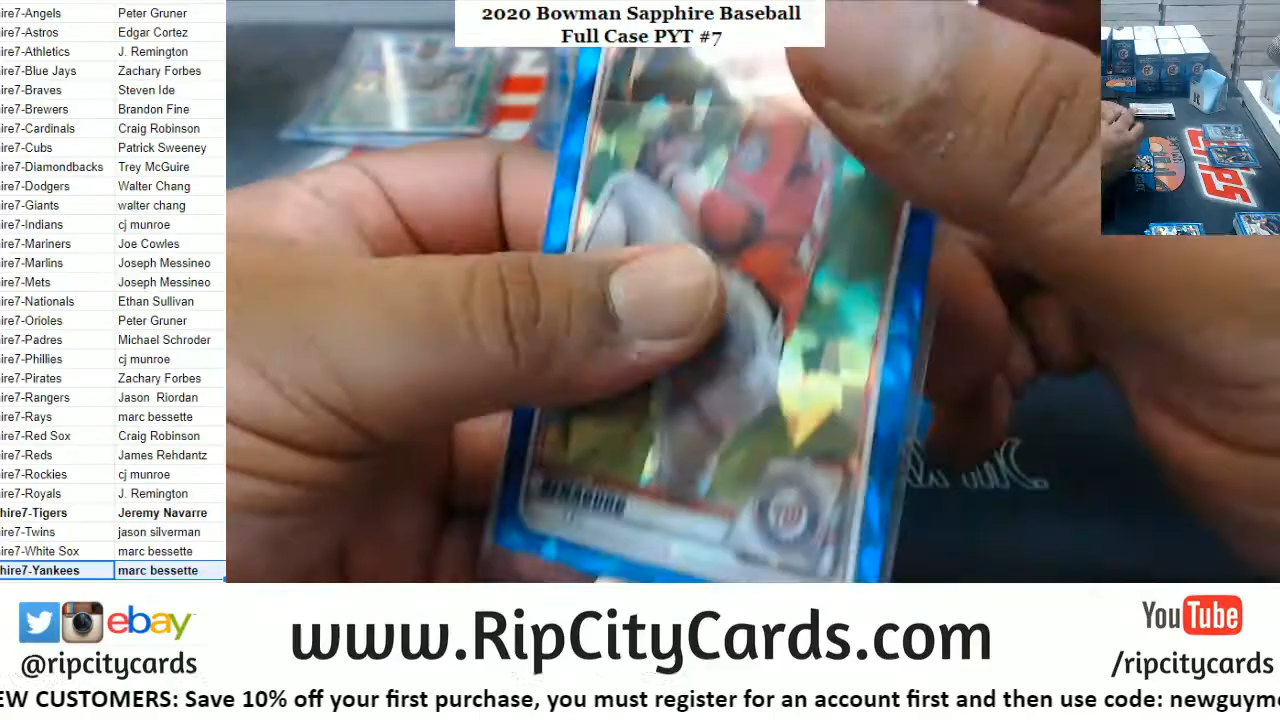 2020 Bowman Sapphire Baseball
Full Case PYT #7
ire7-Angels Peter Gruner
ire7-Astros Edgar Cortez
ire7-Athletics J. Remington
ire7-Blue Jays Zachary Forbes
ire7-Braves Steven Ide
ire7-Brewers Brandon Fine
ire7-Cardinals Craig Robinson
ire7-Cubs Patrick Sweeney
ire7-Diamondbacks Trey McGuire
ire7-Dodgers Walter Chang
ire7-Giants walter chang
ire7-Indians cj munroe
ire7-Mariners Joe Cowles
ire7-Marlins Joseph Messineo
ire7-Mets Joseph Messineo
ire7-Nationals Ethan Sullivan
ire7-Orioles Peter Gruner
ire7-Padres Michael Schroder
ire7-Phillies cj munroe
ire7-Pirates Zachary Forbes
ire7-Rangers Jason Riordan
ire7-Rays marc bessette
ire7-Red Sox Craig Robinson
ire7-Reds James Rehdantz
ire7-Rockies cj munroe
ire7-Royals J. Remington
hire7-Tigers Jeremy Navarre
ire7-Twins jason silverman
ire7-White Sox marc bessette
hire7-Yankees marc bessette
W
ebay
@ripcitycards
www.RipCityCards.com
YouTube
/ripcitycards
EW CUSTOMERS: Save 10% off your first purchase, you must register for an account first and then use code: newguym